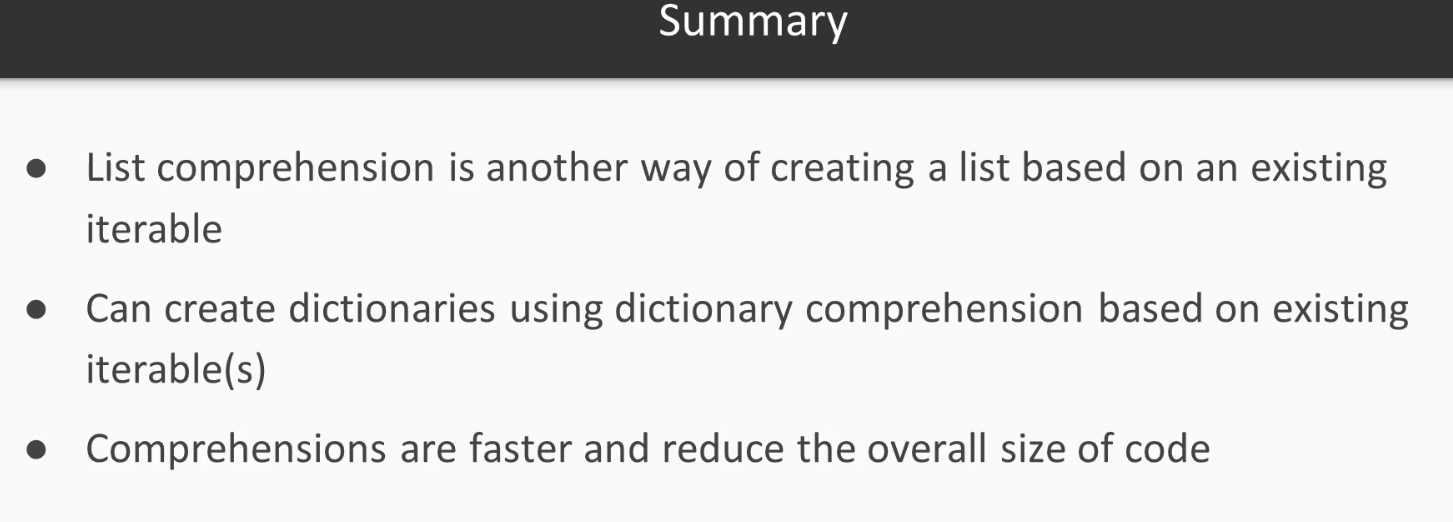 Summary
● List comprehension is another way of creating a list based on an existing
iterable
● Can create dictionaries using dictionary comprehension based on existing
iterable(s)
● Comprehensions are faster and reduce the overall size of code